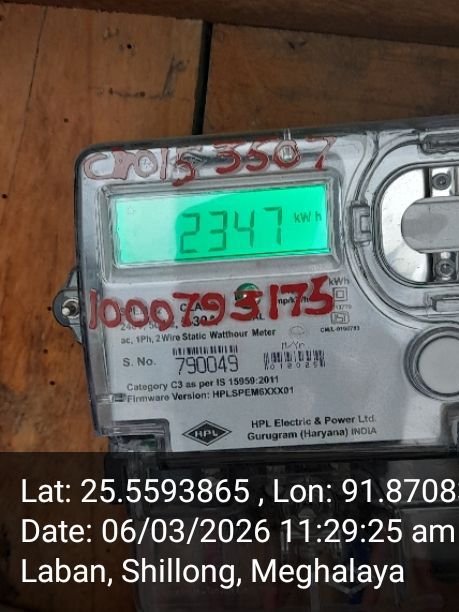 2347 kWh
1000793175
ac, 1Ph, 2 Wire Static Watthour Meter
S. No. 790049
M/Yr
Category C3 as per IS 15959:2011
Firmware Version: HPLSPEM6XXX01
HPL
HPL Electric & Power Ltd.
Gurugram (Haryana) INDIA
Lat: 25.5593865 , Lon: 91.8708
Date: 06/03/2026 11:29:25 am
Laban, Shillong, Meghalaya